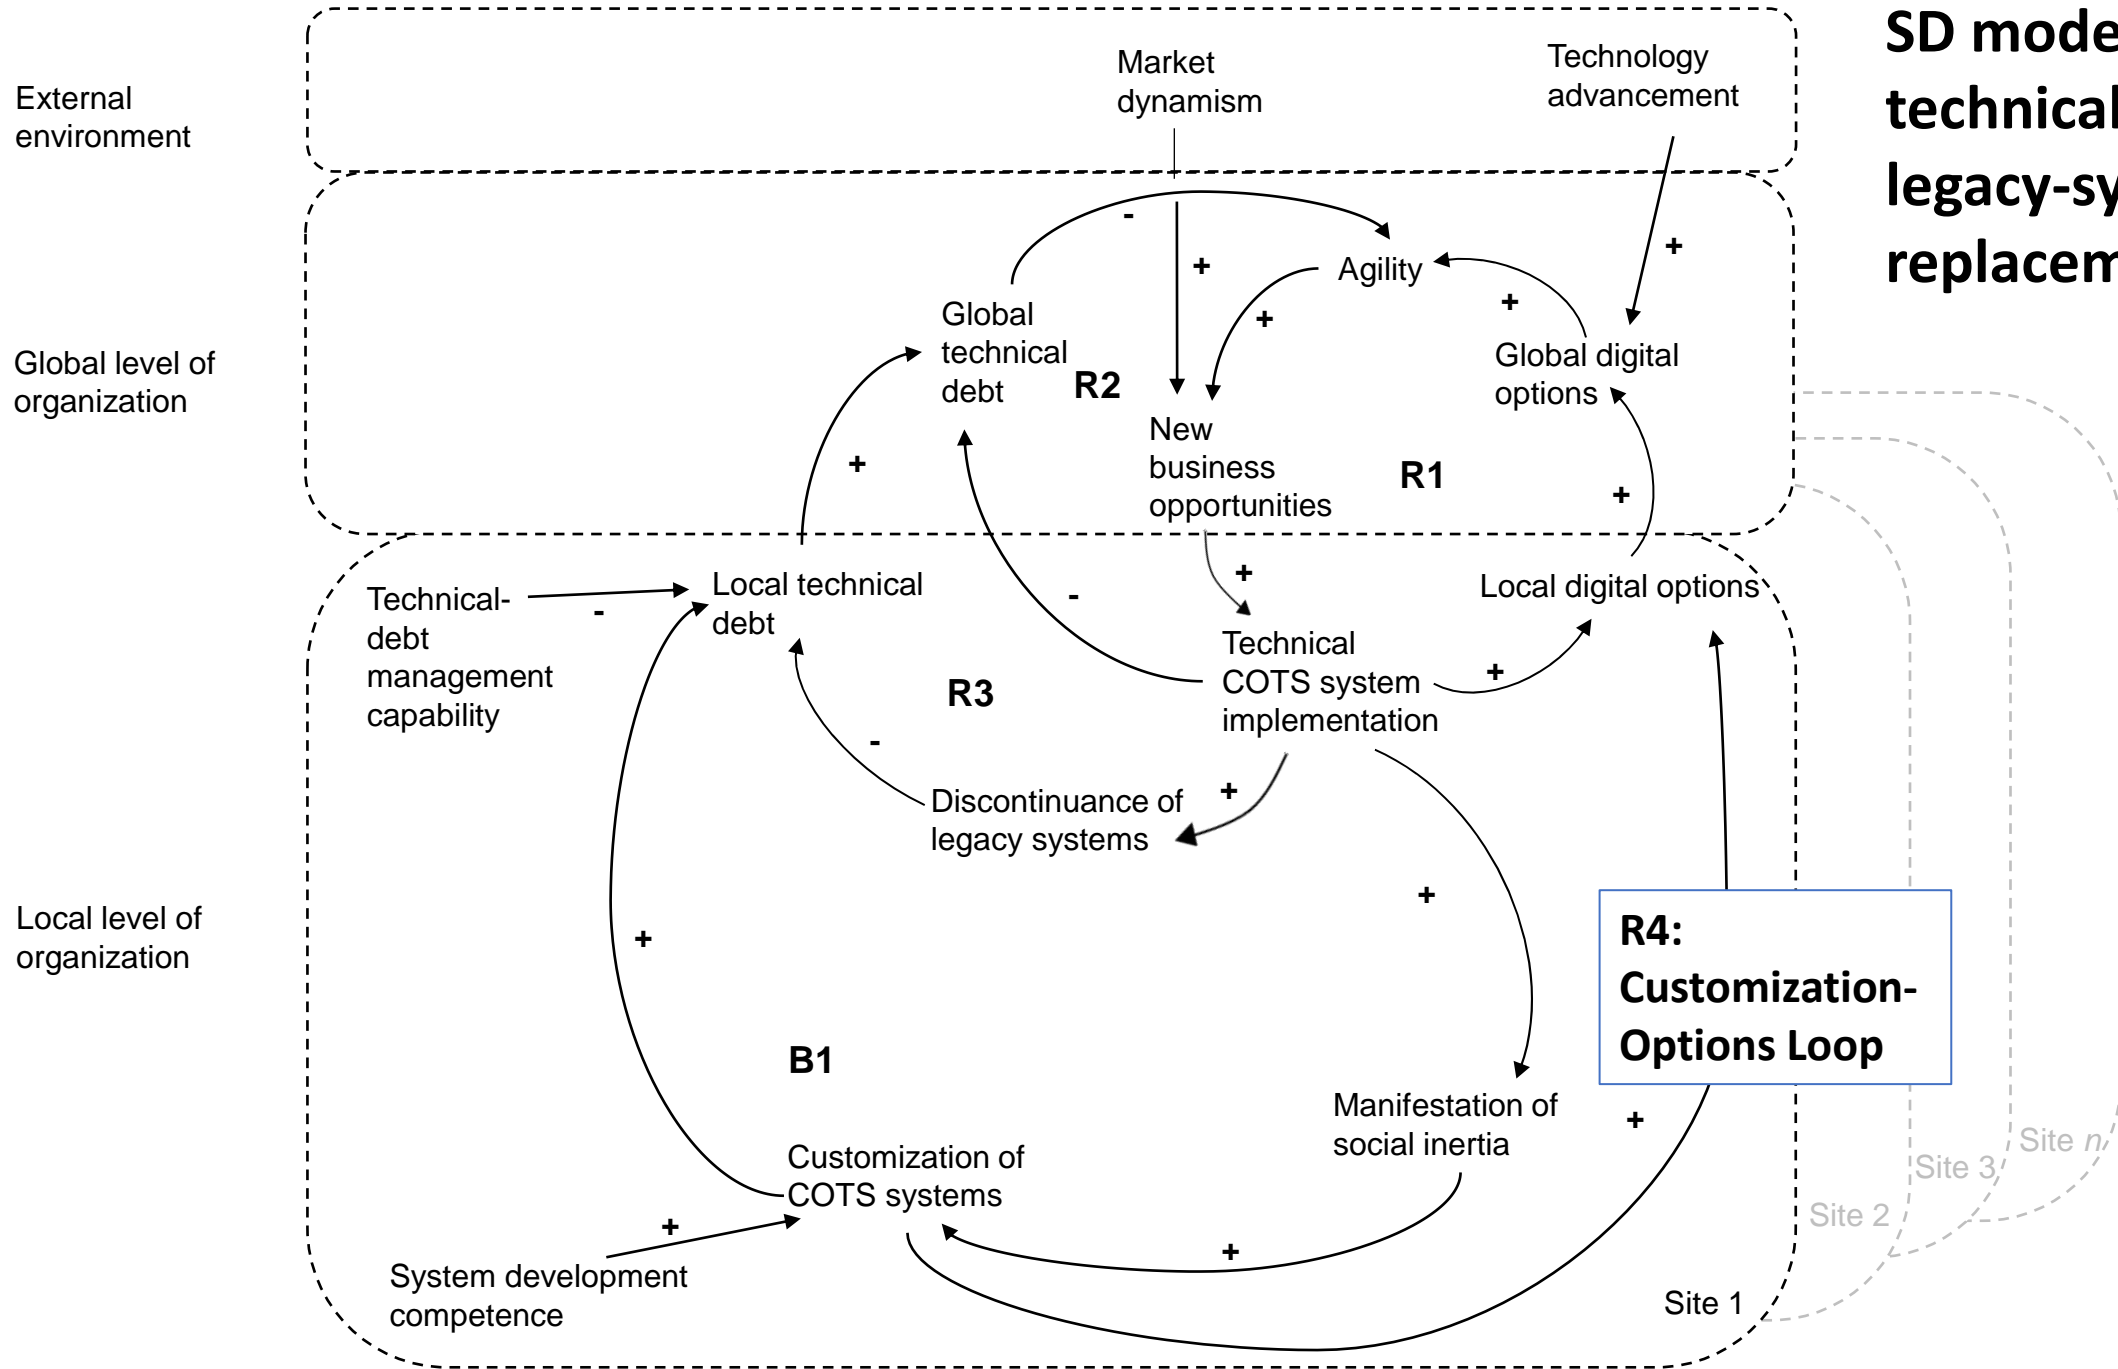 SD mode
technical
legacy-sy
replacem
External
environment
Market
dynamism
Technology
advancement
Global level of
organization
-
+
+
Agility
+
+
Global
technical
debt
R2
Global digital
options
New
business
opportunities
R1
+
+
Technical-
debt
management
capability
-
Local technical
debt
-
+
Local digital options
Technical
COTS system
implementation
+
R3
-
Discontinuance of
legacy systems
+
+
Local level of
organization
+
R4:
Customization-
Options Loop
B1
Manifestation of
social inertia
+
Customization of
COTS systems
+
+
System development
competence
Site 1
Site 2
Site 3
Site n